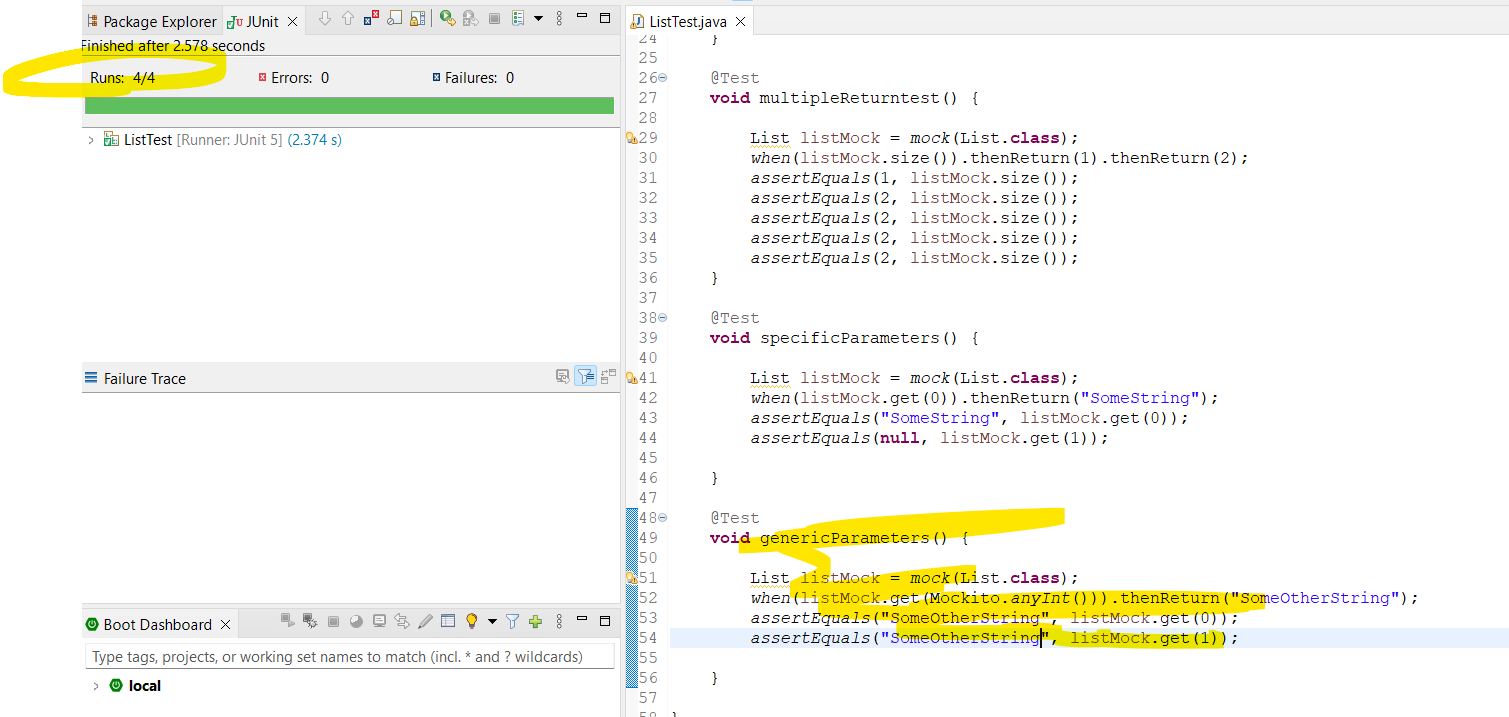 Package Explorer
JUnit
Finished after 2.578 seconds
Runs: 4/4
Errors: 0
Failures: 0
ListTest [Runner: JUnit 5] (2.374 s)
Failure Trace
Boot Dashboard
Type tags, projects, or working set names to match (incl. * and ? wildcards)
local
ListTest.java
24     }
25
26     @Test
27     void multipleReturntest() {
28
29         List listMock = mock(List.class);
30         when(listMock.size()).thenReturn(1).thenReturn(2);
31         assertEquals(1, listMock.size());
32         assertEquals(2, listMock.size());
33         assertEquals(2, listMock.size());
34         assertEquals(2, listMock.size());
35         assertEquals(2, listMock.size());
36     }
37
38     @Test
39     void specificParameters() {
40
41         List listMock = mock(List.class);
42         when(listMock.get(0)).thenReturn("SomeString");
43         assertEquals("SomeString", listMock.get(0));
44         assertEquals(null, listMock.get(1));
45
46     }
47
48     @Test
49     void genericParameters() {
50
51         List listMock = mock(List.class);
52         when(listMock.get(Mockito.anyInt())).thenReturn("SomeOtherString");
53         assertEquals("SomeOtherString", listMock.get(0));
54         assertEquals("SomeOtherString", listMock.get(1));
55
56     }
57
58 }